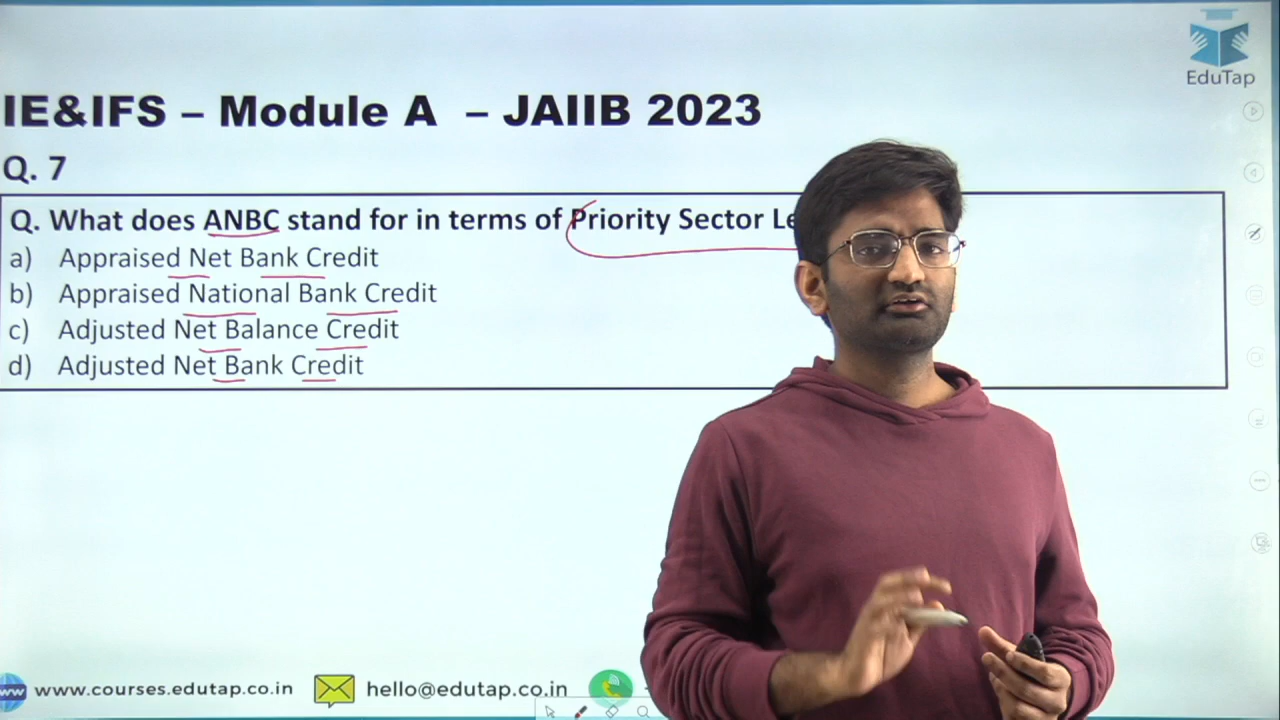 EduTap
IE&IFS – Module A – JAIIB 2023
Q. 7
Q. What does ANBC stand for in terms of Priority Sector Le
a) Appraised Net Bank Credit
b) Appraised National Bank Credit
c) Adjusted Net Balance Credit
d) Adjusted Net Bank Credit
www.courses.edutap.co.in
hello@edutap.co.in